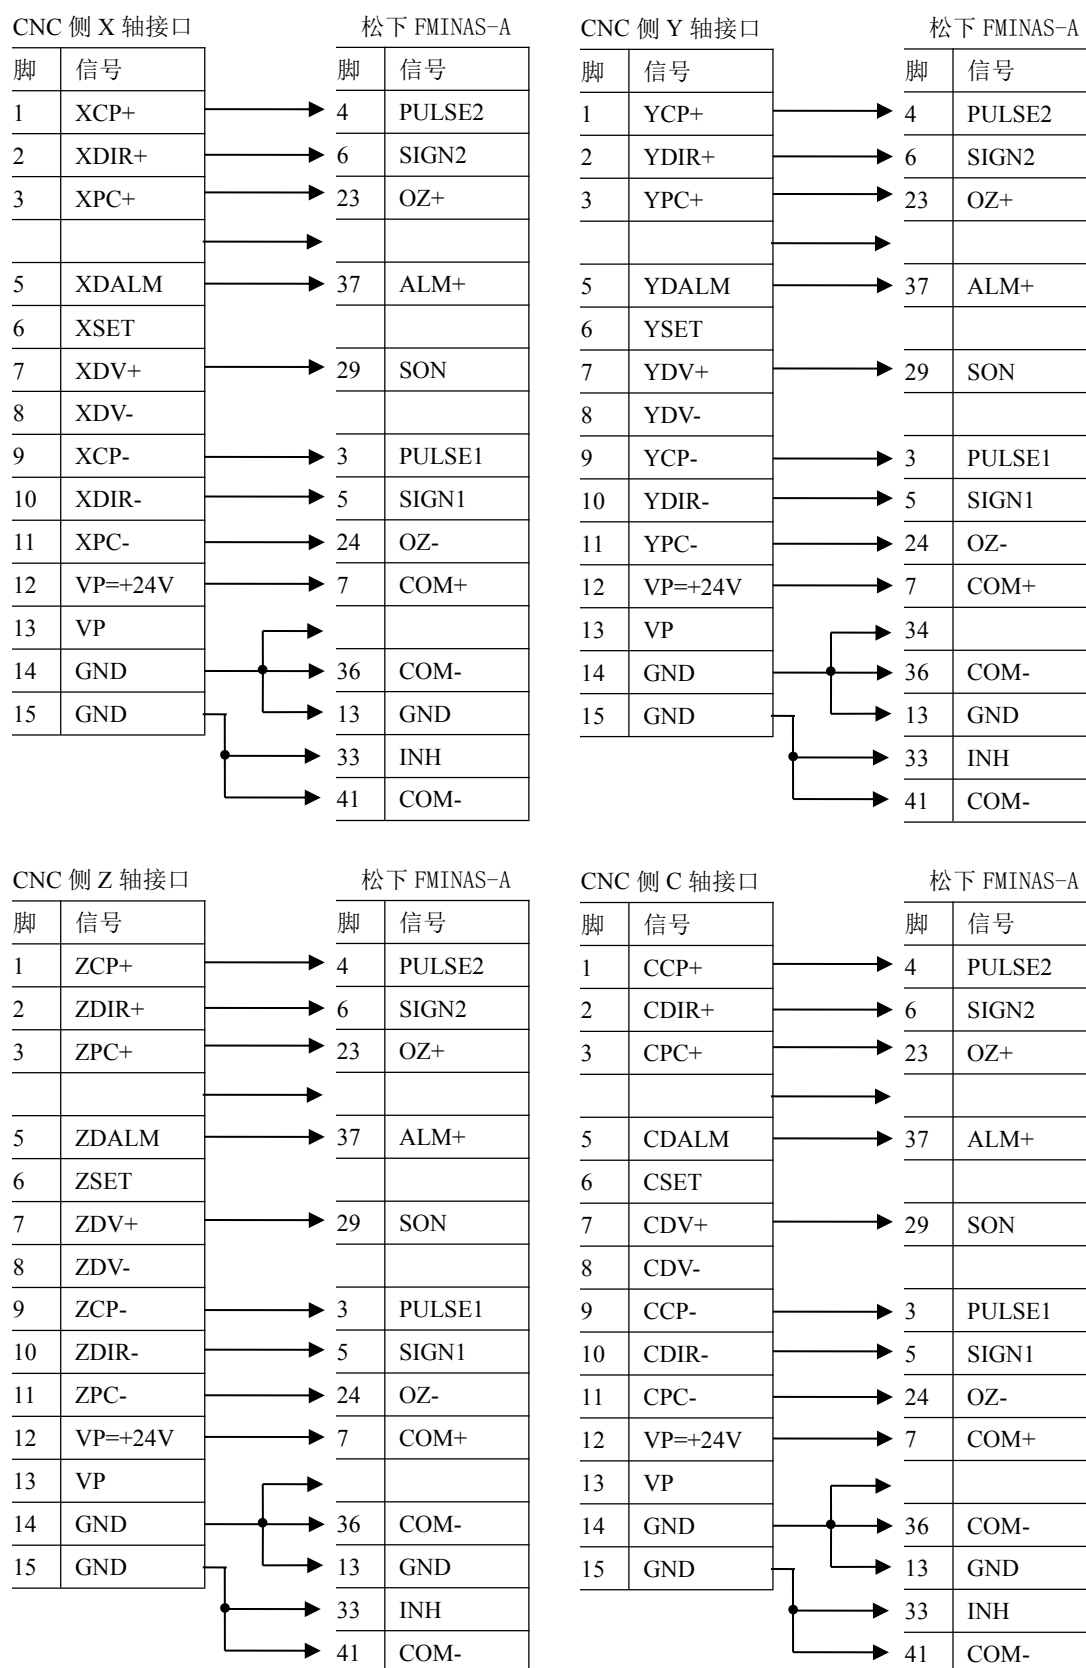 CNC 侧 X 轴接口 松下 FMINAS-A
脚 信号 脚 信号
1 XCP+ 4 PULSE2
2 XDIR+ 6 SIGN2
3 XPC+ 23 OZ+
5 XDALM 37 ALM+
6 XSET
7 XDV+ 29 SON
8 XDV-
9 XCP- 3 PULSE1
10 XDIR- 5 SIGN1
11 XPC- 24 OZ-
12 VP=+24V 7 COM+
13 VP
14 GND 36 COM-
15 GND 13 GND
33 INH
41 COM-
CNC 侧 Y 轴接口 松下 FMINAS-A
脚 信号 脚 信号
1 YCP+ 4 PULSE2
2 YDIR+ 6 SIGN2
3 YPC+ 23 OZ+
5 YDALM 37 ALM+
6 YSET
7 YDV+ 29 SON
8 YDV-
9 YCP- 3 PULSE1
10 YDIR- 5 SIGN1
11 YPC- 24 OZ-
12 VP=+24V 7 COM+
13 VP 34
14 GND 36 COM-
15 GND 13 GND
33 INH
41 COM-
CNC 侧 Z 轴接口 松下 FMINAS-A
脚 信号 脚 信号
1 ZCP+ 4 PULSE2
2 ZDIR+ 6 SIGN2
3 ZPC+ 23 OZ+
5 ZDALM 37 ALM+
6 ZSET
7 ZDV+ 29 SON
8 ZDV-
9 ZCP- 3 PULSE1
10 ZDIR- 5 SIGN1
11 ZPC- 24 OZ-
12 VP=+24V 7 COM+
13 VP
14 GND 36 COM-
15 GND 13 GND
33 INH
41 COM-
CNC 侧 C 轴接口 松下 FMINAS-A
脚 信号 脚 信号
1 CCP+ 4 PULSE2
2 CDIR+ 6 SIGN2
3 CPC+ 23 OZ+
5 CDALM 37 ALM+
6 CSET
7 CDV+ 29 SON
8 CDV-
9 CCP- 3 PULSE1
10 CDIR- 5 SIGN1
11 CPC- 24 OZ-
12 VP=+24V 7 COM+
13 VP
14 GND 36 COM-
15 GND 13 GND
33 INH
41 COM-